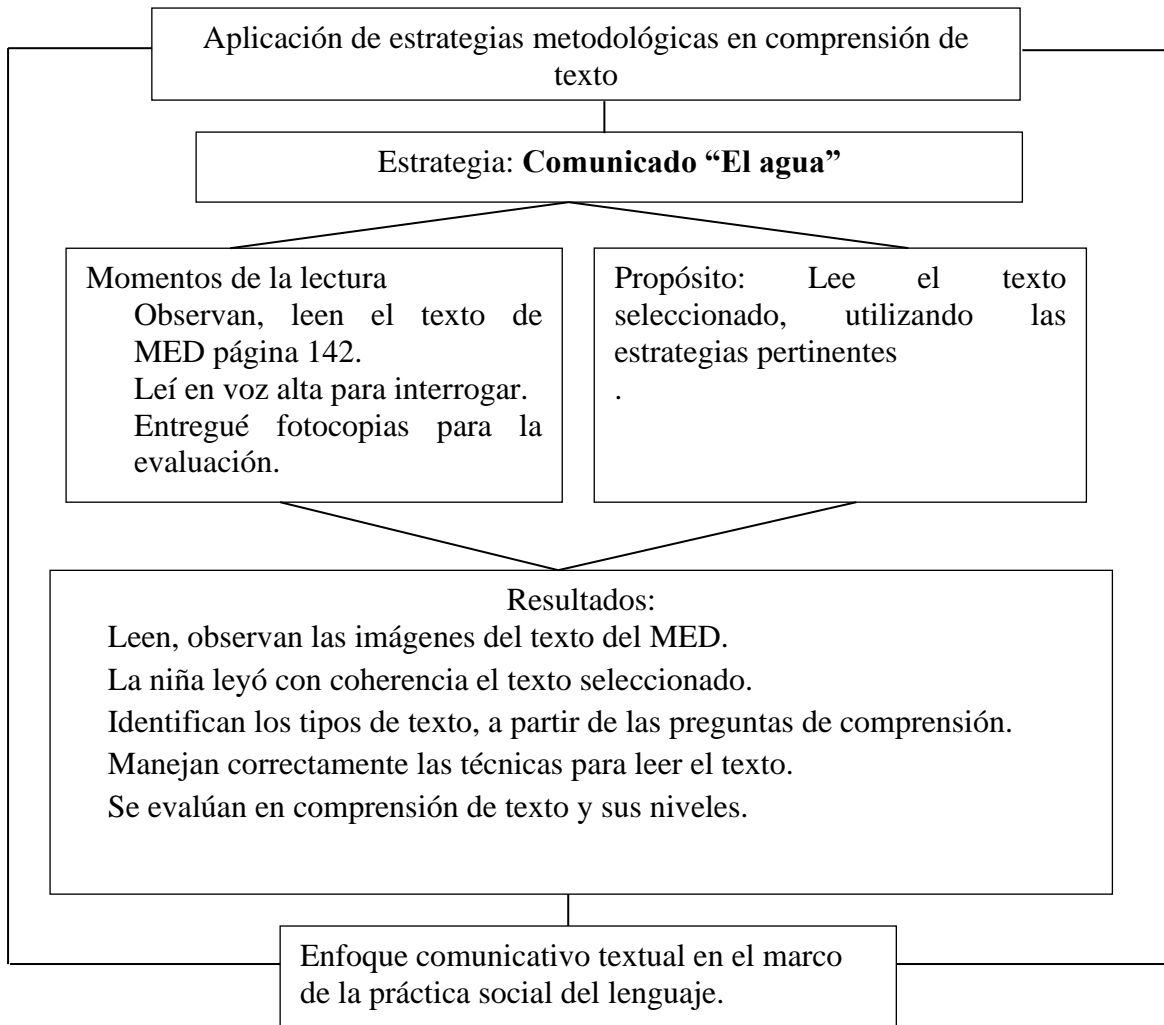 Aplicación de estrategias metodológicas en comprensión de
texto
Estrategia: Comunicado “El agua”
Momentos de la lectura
Observan, leen el texto de
MED página 142.
Leí en voz alta para interrogar.
Entregué fotocopias para la
evaluación.
Propósito: Lee el texto
seleccionado, utilizando las
estrategias pertinentes
.
Resultados:
Leen, observan las imágenes del texto del MED.
La niña leyó con coherencia el texto seleccionado.
Identifican los tipos de texto, a partir de las preguntas de comprensión.
Manejan correctamente las técnicas para leer el texto.
Se evalúan en comprensión de texto y sus niveles.
Enfoque comunicativo textual en el marco
de la práctica social del lenguaje.